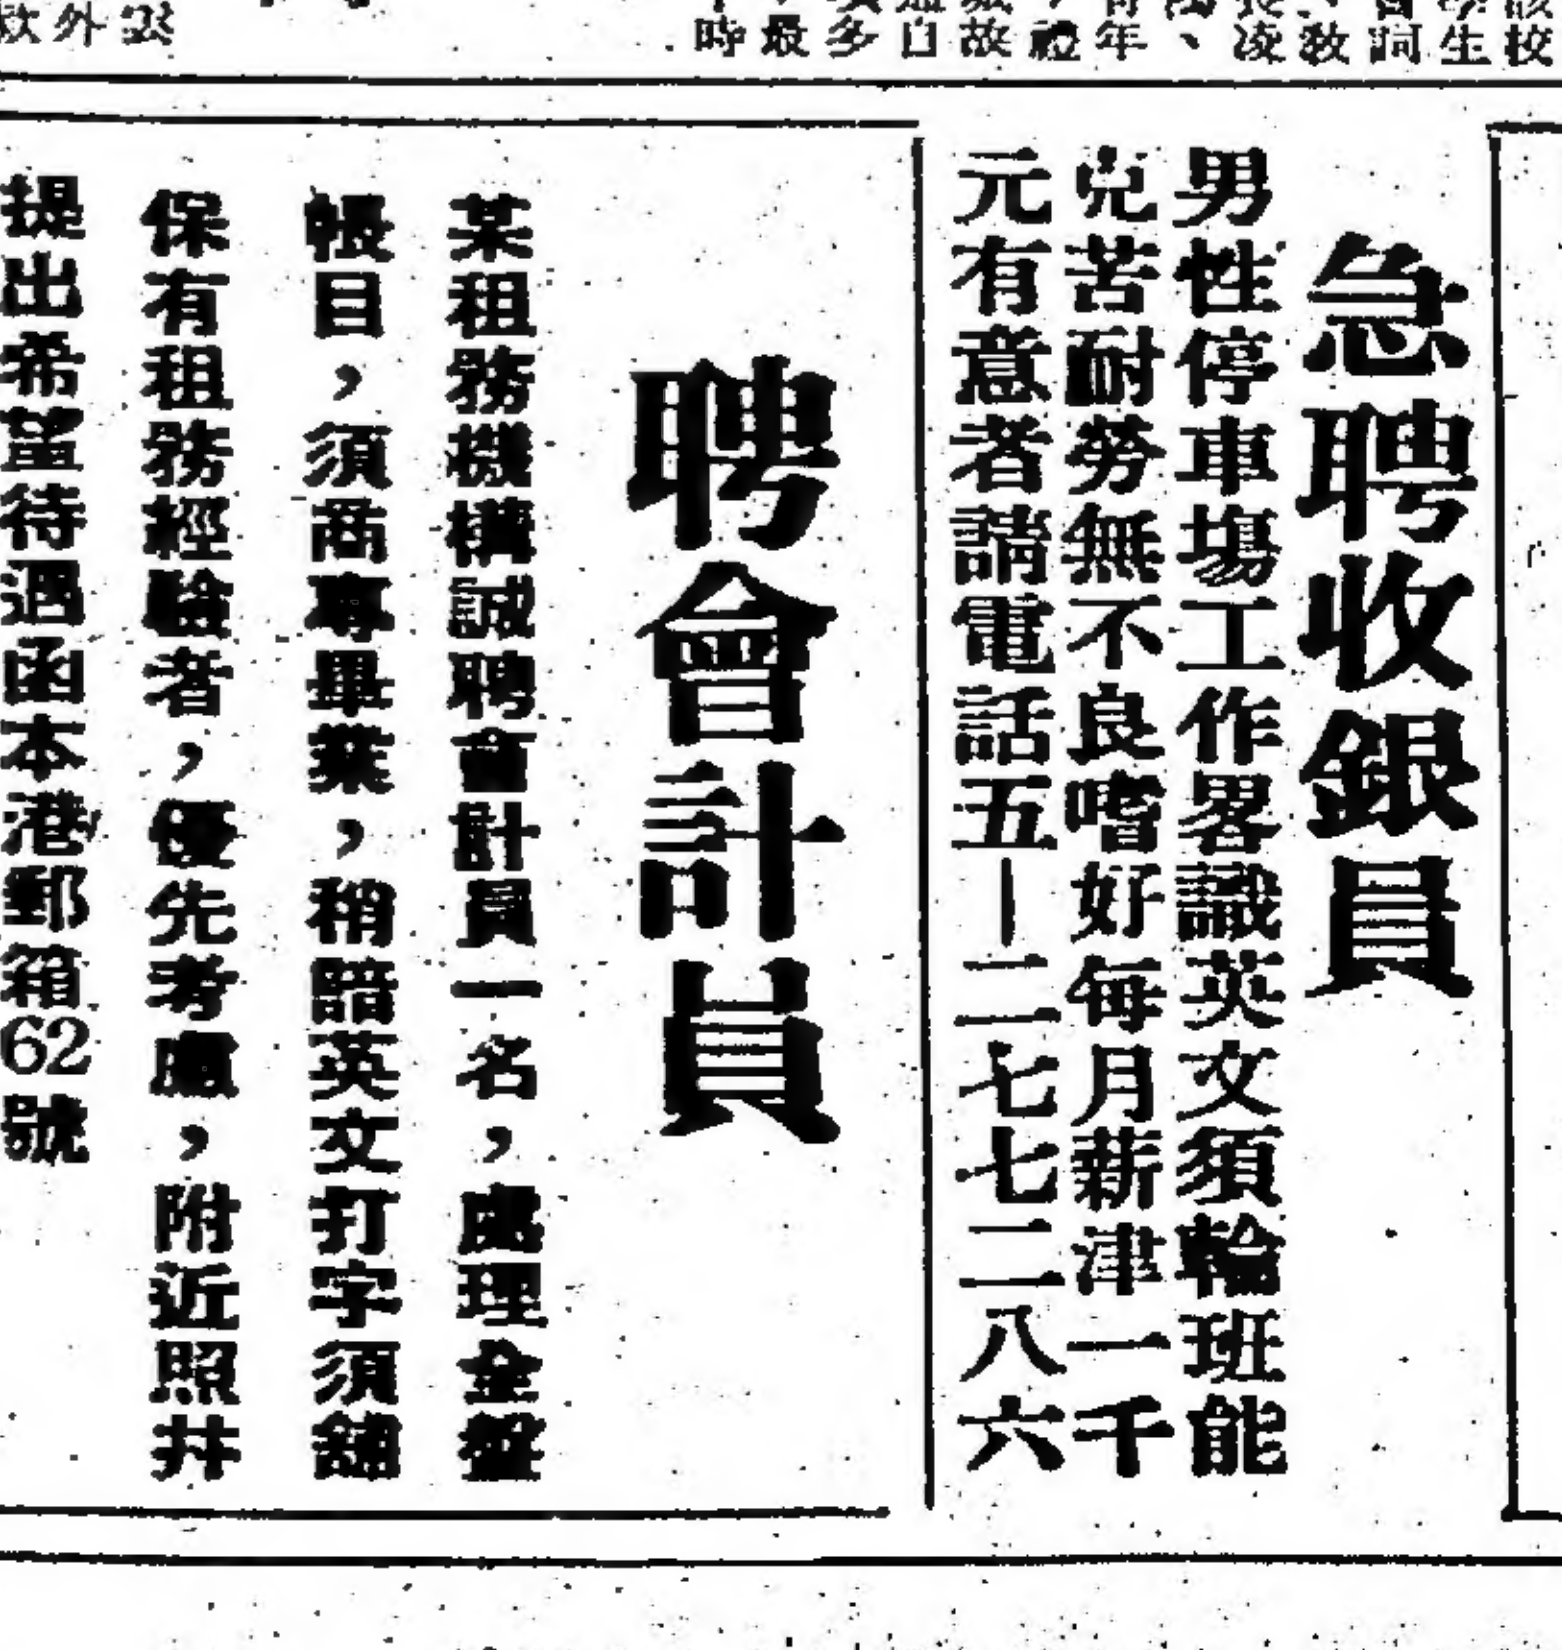 急聘收銀員
男性停車場工作畧識英文須輪班能
克苦耐勞無不良嗜好每月薪津一千
元有意者請電話五—二七七二八六
聘會計員
某租務機構誠聘會計員一名，處理全盤
帳目，須商專畢業，稍諳英文打字須舖
保有租務經驗者，優先考慮，附近照幷
提出希望待遇函本港郵箱62號